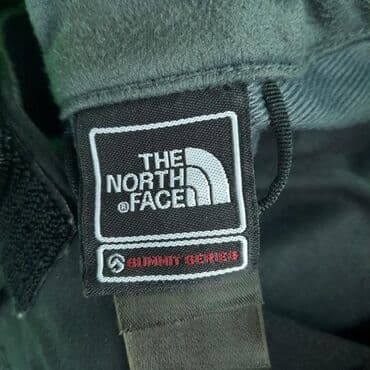 THE
NORTH
® FACE
SUMMIT SERIES